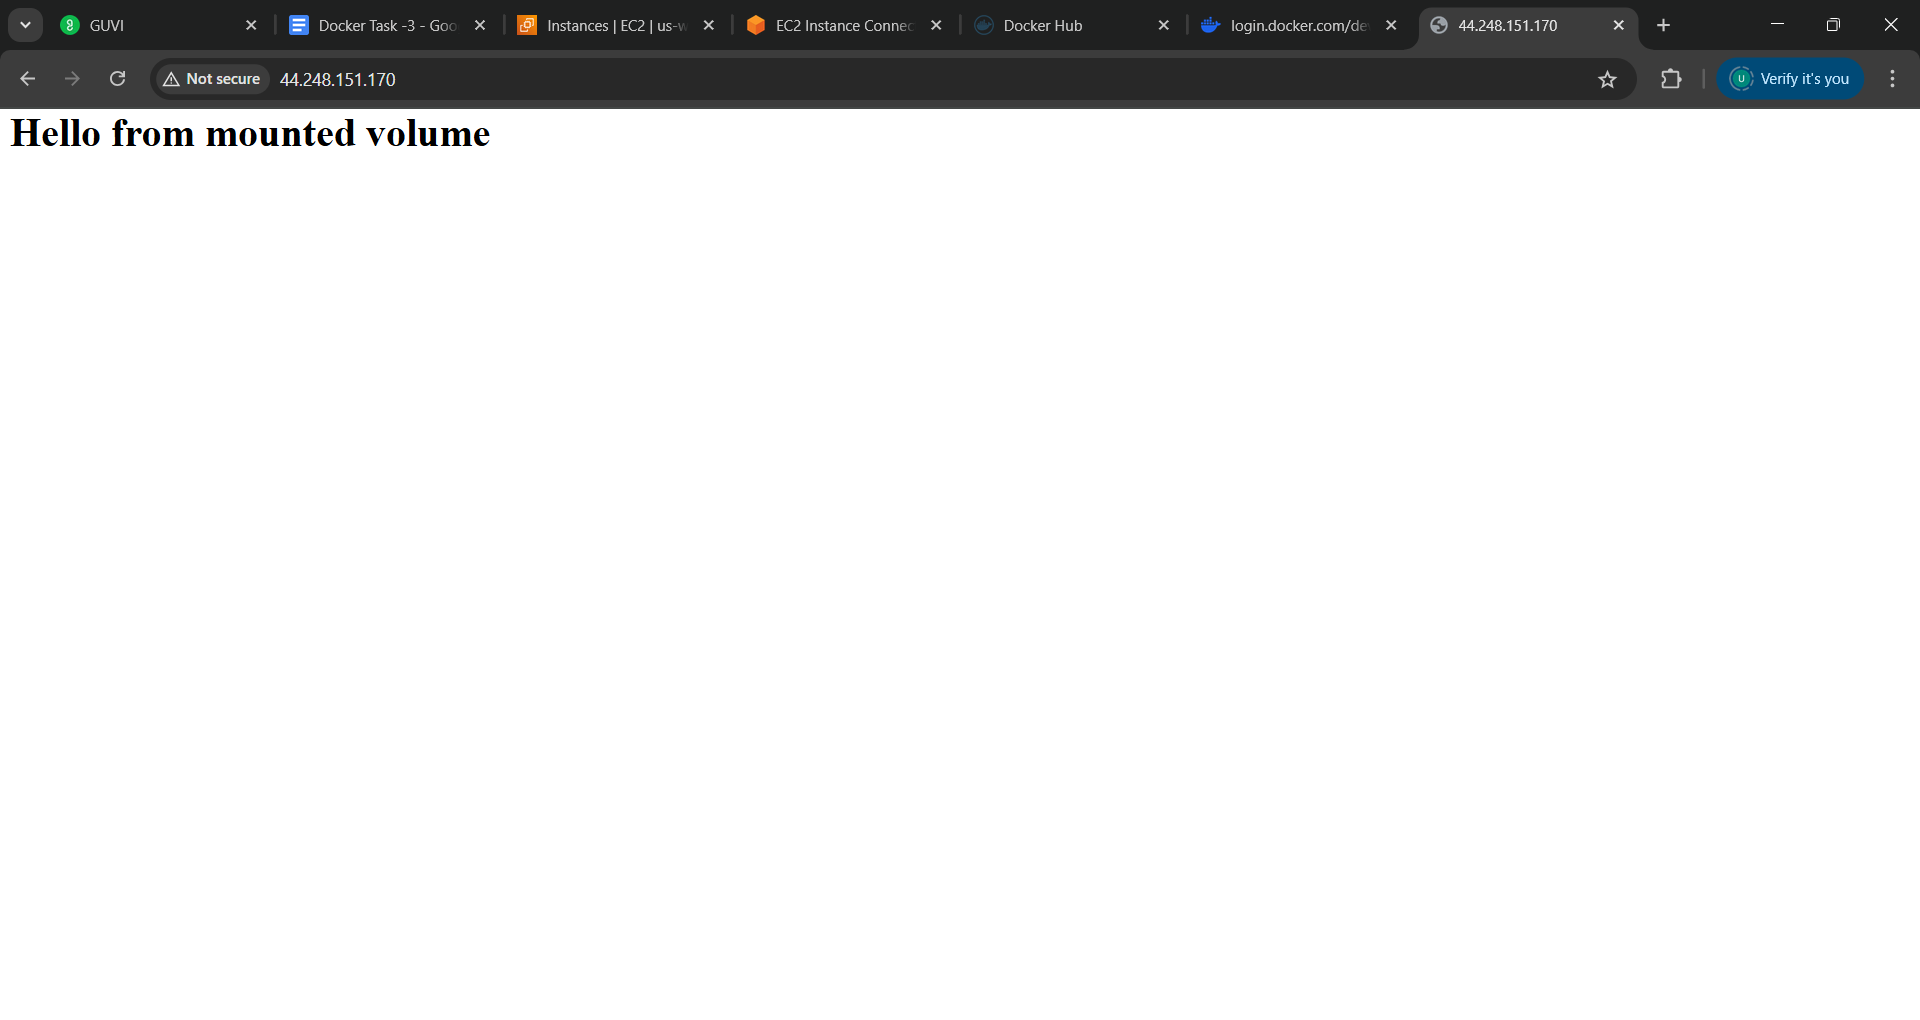 GUVI
Docker Task -3 - Goo
Instances | EC2 | us-w
EC2 Instance Connec
Docker Hub
login.docker.com/de
44.248.151.170
Not secure
44.248.151.170
U
Verify it's you
Hello from mounted volume